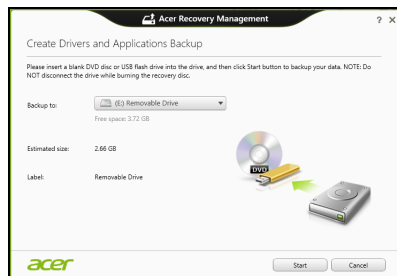 Acer Recovery Management
? X
Create Drivers and Applications Backup
Please insert a blank DVD disc or USB flash drive into the drive, and then click Start button to backup your data. NOTE: Do
NOT disconnect the drive while burning the recovery disc.
Backup to: (E:) Removable Drive
Free space: 3.72 GB
Estimated size: 2.66 GB
DVD
Label: Removable Drive
acer Start Cancel